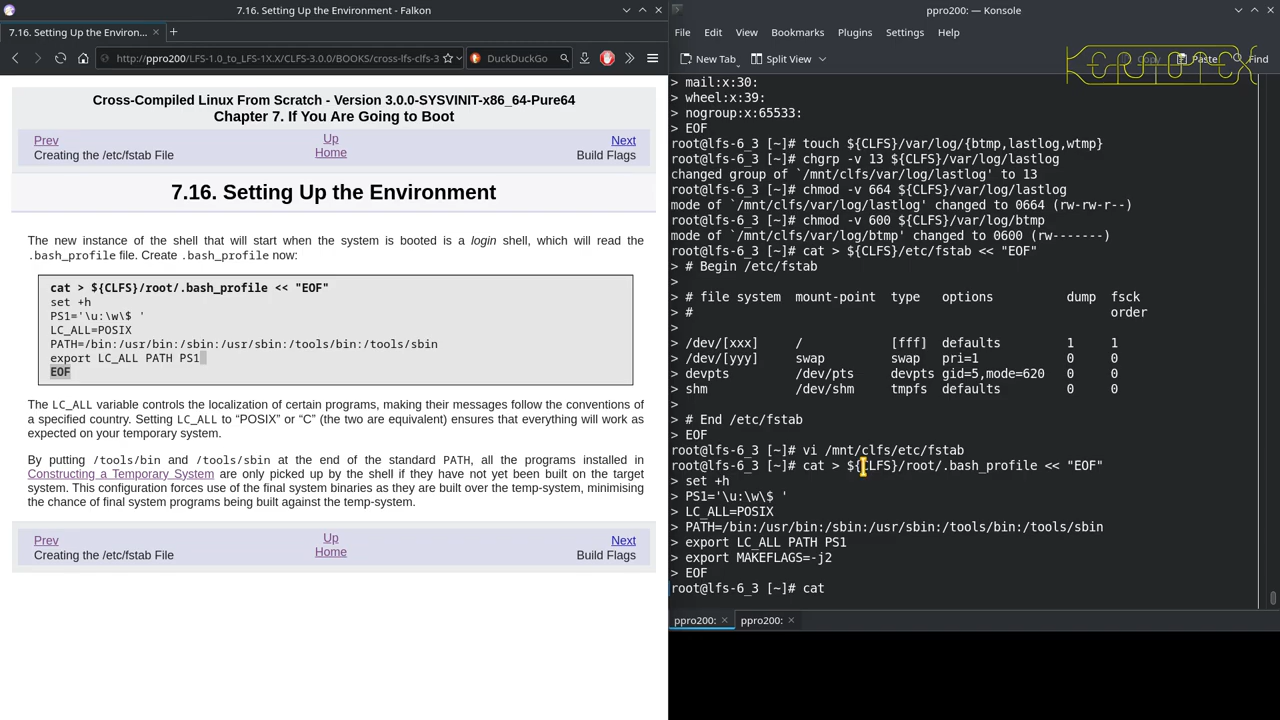 7.16. Setting Up the Environment - Falkon
7.16. Setting Up the Environ...
http://ppro200/LFS-1.0_to_LFS-1X.X/CLFS-3.0.0/BOOKS/cross-lfs-clfs-3
DuckDuckGo
Cross-Compiled Linux From Scratch - Version 3.0.0-SYSVINIT-x86_64-Pure64
Chapter 7. If You Are Going to Boot
Prev
Up
Next
Creating the /etc/fstab File
Home
Build Flags
7.16. Setting Up the Environment
The new instance of the shell that will start when the system is booted is a login shell, which will read the
.bash_profile file. Create .bash_profile now:
cat > ${CLFS}/root/.bash_profile << "EOF"
set +h
PS1='\u:\w\$ '
LC_ALL=POSIX
PATH=/bin:/usr/bin:/sbin:/usr/sbin:/tools/bin:/tools/sbin
export LC_ALL PATH PS1
EOF
The LC_ALL variable controls the localization of certain programs, making their messages follow the conventions of
a specified country. Setting LC_ALL to “POSIX” or “C” (the two are equivalent) ensures that everything will work as
expected on your temporary system.
By putting /tools/bin and /tools/sbin at the end of the standard PATH, all the programs installed in
Constructing a Temporary System are only picked up by the shell if they have not yet been built on the target
system. This configuration forces use of the final system binaries as they are built over the temp-system, minimising
the chance of final system programs being built against the temp-system.
Prev
Up
Next
Creating the /etc/fstab File
Home
Build Flags
ppro200: — Konsole
File Edit View Bookmarks Plugins Settings Help
New Tab Split View Copy Paste Find
> mail:x:30:
> wheel:x:39:
> nogroup:x:65533:
> EOF
root@lfs-6_3 [~]# touch ${CLFS}/var/log/{btmp,lastlog,wtmp}
root@lfs-6_3 [~]# chgrp -v 13 ${CLFS}/var/log/lastlog
changed group of `/mnt/clfs/var/log/lastlog' to 13
root@lfs-6_3 [~]# chmod -v 664 ${CLFS}/var/log/lastlog
mode of `/mnt/clfs/var/log/lastlog' changed to 0664 (rw-rw-r--)
root@lfs-6_3 [~]# chmod -v 600 ${CLFS}/var/log/btmp
mode of `/mnt/clfs/var/log/btmp' changed to 0600 (rw-------)
root@lfs-6_3 [~]# cat > ${CLFS}/etc/fstab << "EOF"
> # Begin /etc/fstab
>
> # file system  mount-point  type   options         dump  fsck
> #                                                        order
>
> /dev/[xxx]     /            [fff]  defaults        1     1
> /dev/[yyy]     swap         swap   pri=1           0     0
> devpts         /dev/pts     devpts gid=5,mode=620  0     0
> shm            /dev/shm     tmpfs  defaults        0     0
>
> # End /etc/fstab
> EOF
root@lfs-6_3 [~]# vi /mnt/clfs/etc/fstab
root@lfs-6_3 [~]# cat > ${CLFS}/root/.bash_profile << "EOF"
> set +h
> PS1='\u:\w\$ '
> LC_ALL=POSIX
> PATH=/bin:/usr/bin:/sbin:/usr/sbin:/tools/bin:/tools/sbin
> export LC_ALL PATH PS1
> export MAKEFLAGS=-j2
> EOF
root@lfs-6_3 [~]# cat
ppro200: ppro200: